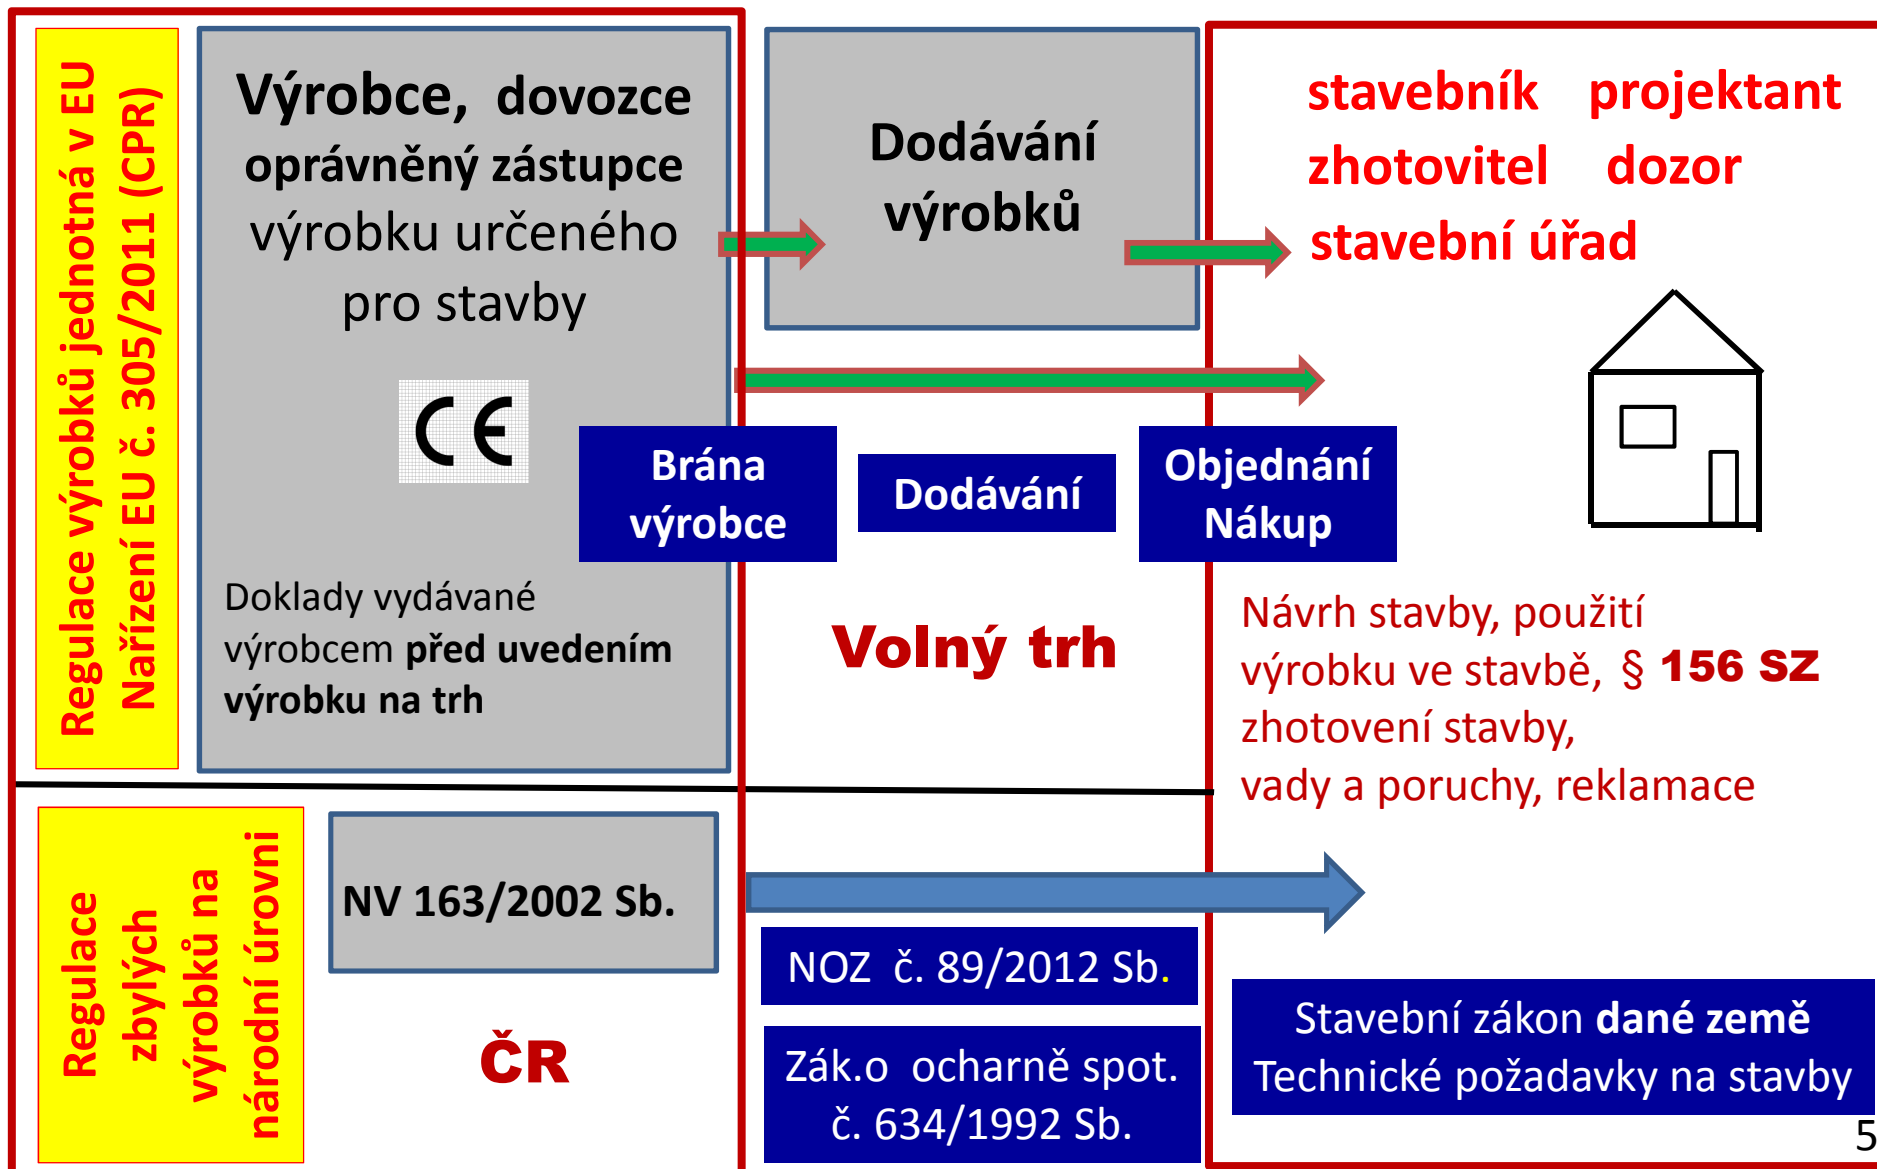 Regulace výrobků jednotná v EU
Nařízení EU č. 305/2011 (CPR)
Výrobce, dovozce
oprávněný zástupce
výrobku určeného
pro stavby
CE
Doklady vydávané
výrobcem před uvedením
výrobku na trh
Brána
výrobce
Dodávání
výrobků
Dodávání
Volný trh
Objednání
Nákup
stavebník projektant
zhotovitel dozor
stavební úřad
Návrh stavby, použití
výrobku ve stavbě, § 156 SZ
zhotovení stavby,
vady a poruchy, reklamace
Regulace
zbylých
výrobků na
národní úrovni
NV 163/2002 Sb.
ČR
NOZ č. 89/2012 Sb.
Zák.o ocharně spot.
č. 634/1992 Sb.
Stavební zákon dané země
Technické požadavky na stavby
5